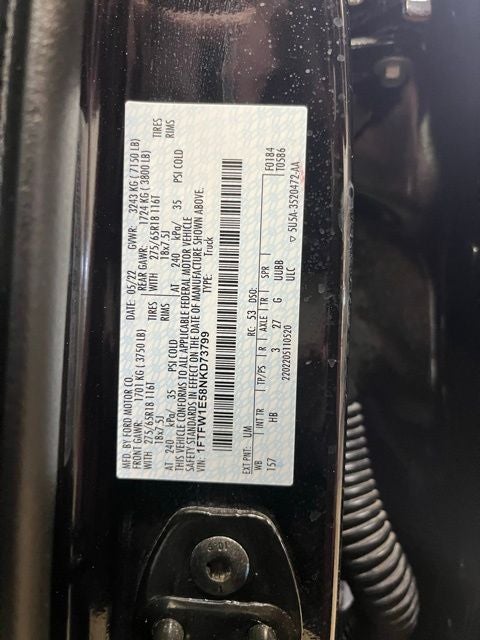 MFD. BY FORD MOTOR CO.
DATE: 05/22 GVWR: 3243 KG ( 7150 LB)
FRONT GAWR: 1701 KG ( 3750 LB) REAR GAWR: 1724 KG ( 3800 LB)
WITH 275/65R18 116T TIRES WITH 275/65R18 116T TIRES
18x7.5J RIMS 18x7.5J RIMS
AT 240 kPa/ 35 PSI COLD AT 240 kPa/ 35 PSI COLD
THIS VEHICLE CONFORMS TO ALL APPLICABLE FEDERAL MOTOR VEHICLE
SAFETY STANDARDS IN EFFECT ON THE DATE OF MANUFACTURE SHOWN ABOVE.
VIN: 1FTFW1E58NKD73799 TYPE: Truck
F0184
T0586
EXT PNT: UM RC: 53 DSO:
WB INT TR TP/PS R AXLE TR SPR
157 HB 3 27 G UUBB
2202205110520 ULC
5U5A-3520472-AA